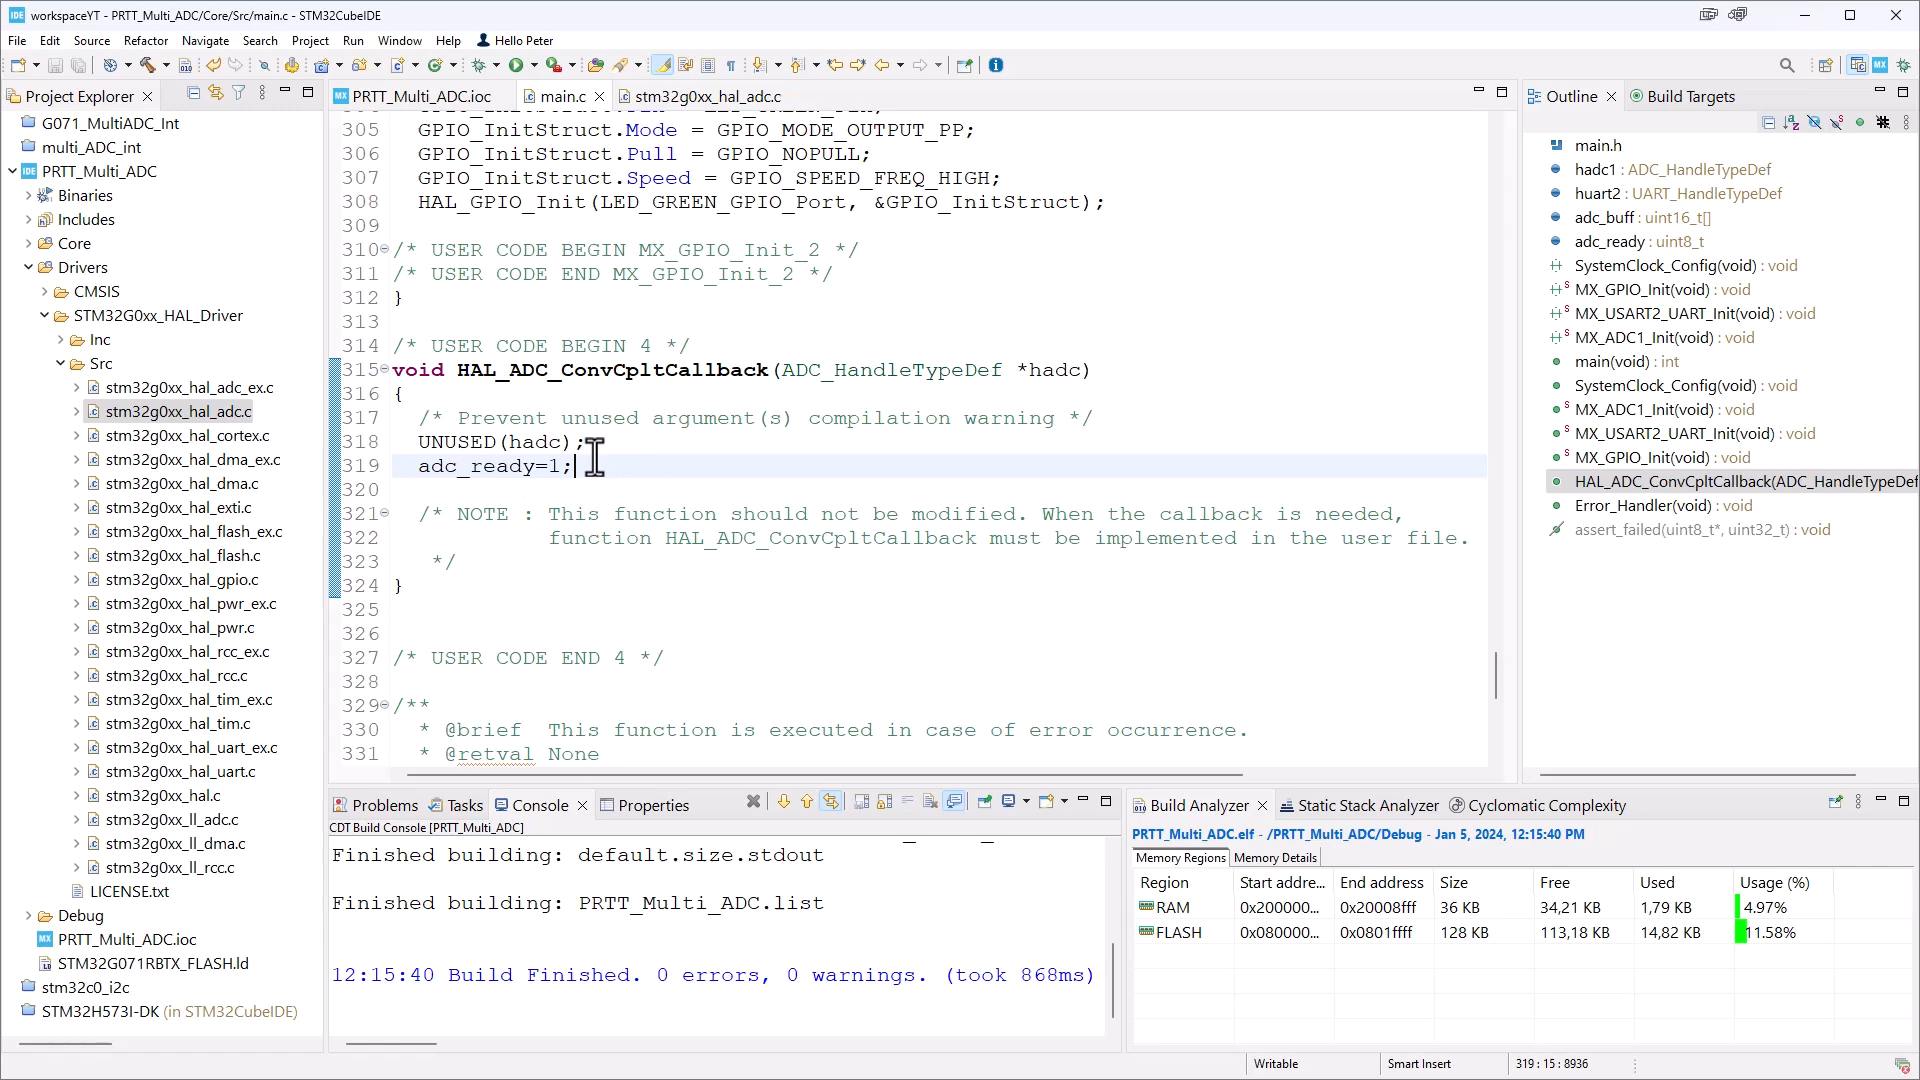 workspaceYT - PRTT_Multi_ADC/Core/Src/main.c - STM32CubeIDE
File Edit Source Refactor Navigate Search Project Run Window Help Hello Peter
Project Explorer
G071_MultiADC_Int
multi_ADC_int
PRTT_Multi_ADC
Binaries
Includes
Core
Drivers
CMSIS
STM32G0xx_HAL_Driver
Inc
Src
stm32g0xx_hal_adc_ex.c
stm32g0xx_hal_adc.c
stm32g0xx_hal_cortex.c
stm32g0xx_hal_dma_ex.c
stm32g0xx_hal_dma.c
stm32g0xx_hal_exti.c
stm32g0xx_hal_flash_ex.c
stm32g0xx_hal_flash.c
stm32g0xx_hal_gpio.c
stm32g0xx_hal_pwr_ex.c
stm32g0xx_hal_pwr.c
stm32g0xx_hal_rcc_ex.c
stm32g0xx_hal_rcc.c
stm32g0xx_hal_tim_ex.c
stm32g0xx_hal_tim.c
stm32g0xx_hal_uart_ex.c
stm32g0xx_hal_uart.c
stm32g0xx_hal.c
stm32g0xx_ll_adc.c
stm32g0xx_ll_dma.c
stm32g0xx_ll_rcc.c
LICENSE.txt
Debug
PRTT_Multi_ADC.ioc
STM32G071RBTX_FLASH.ld
stm32c0_i2c
STM32H573I-DK (in STM32CubeIDE)
PRTT_Multi_ADC.ioc main.c stm32g0xx_hal_adc.c
305 GPIO_InitStruct.Mode = GPIO_MODE_OUTPUT_PP;
306 GPIO_InitStruct.Pull = GPIO_NOPULL;
307 GPIO_InitStruct.Speed = GPIO_SPEED_FREQ_HIGH;
308 HAL_GPIO_Init(LED_GREEN_GPIO_Port, &GPIO_InitStruct);
309
310 /* USER CODE BEGIN MX_GPIO_Init_2 */
311 /* USER CODE END MX_GPIO_Init_2 */
312 }
313
314 /* USER CODE BEGIN 4 */
315 void HAL_ADC_ConvCpltCallback(ADC_HandleTypeDef *hadc)
316 {
317 /* Prevent unused argument(s) compilation warning */
318 UNUSED(hadc);
319 adc_ready=1;
320
321 /* NOTE : This function should not be modified. When the callback is needed,
322 function HAL_ADC_ConvCpltCallback must be implemented in the user file.
323 */
324 }
325
326
327 /* USER CODE END 4 */
328
329 /**
330 * @brief This function is executed in case of error occurrence.
331 * @retval None
Outline Build Targets
main.h
hadc1 : ADC_HandleTypeDef
huart2 : UART_HandleTypeDef
adc_buff : uint16_t[]
adc_ready : uint8_t
SystemClock_Config(void) : void
MX_GPIO_Init(void) : void
MX_USART2_UART_Init(void) : void
MX_ADC1_Init(void) : void
main(void) : int
SystemClock_Config(void) : void
MX_ADC1_Init(void) : void
MX_USART2_UART_Init(void) : void
MX_GPIO_Init(void) : void
HAL_ADC_ConvCpltCallback(ADC_HandleTypeDef
Error_Handler(void) : void
assert_failed(uint8_t*, uint32_t) : void
Problems Tasks Console Properties
CDT Build Console [PRTT_Multi_ADC]
Finished building: default.size.stdout
Finished building: PRTT_Multi_ADC.list
12:15:40 Build Finished. 0 errors, 0 warnings. (took 868ms)
Build Analyzer Static Stack Analyzer Cyclomatic Complexity
PRTT_Multi_ADC.elf - /PRTT_Multi_ADC/Debug - Jan 5, 2024, 12:15:40 PM
Memory Regions Memory Details
Region Start addre... End address Size Free Used Usage (%)
RAM 0x200000... 0x20008fff 36 KB 34,21 KB 1,79 KB 4.97%
FLASH 0x080000... 0x0801ffff 128 KB 113,18 KB 14,82 KB 11.58%
Writable Smart Insert 319 : 15 : 8936